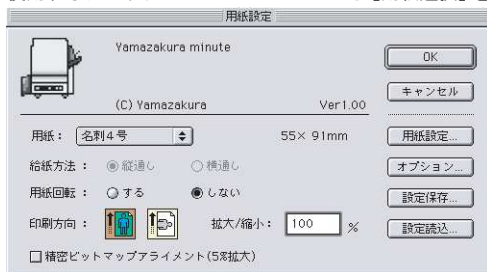 用紙設定
Yamazakura minute
(C) Yamazakura Ver1.00
OK
キャンセル
用紙： 名刺4号 55× 91mm
用紙設定...
給紙方法： 縦通し 横通し
オプション...
用紙回転： する しない
設定保存...
印刷方向： 拡大/縮小： 100 %
設定読込...
精密ビットマップアライメント(5%拡大)